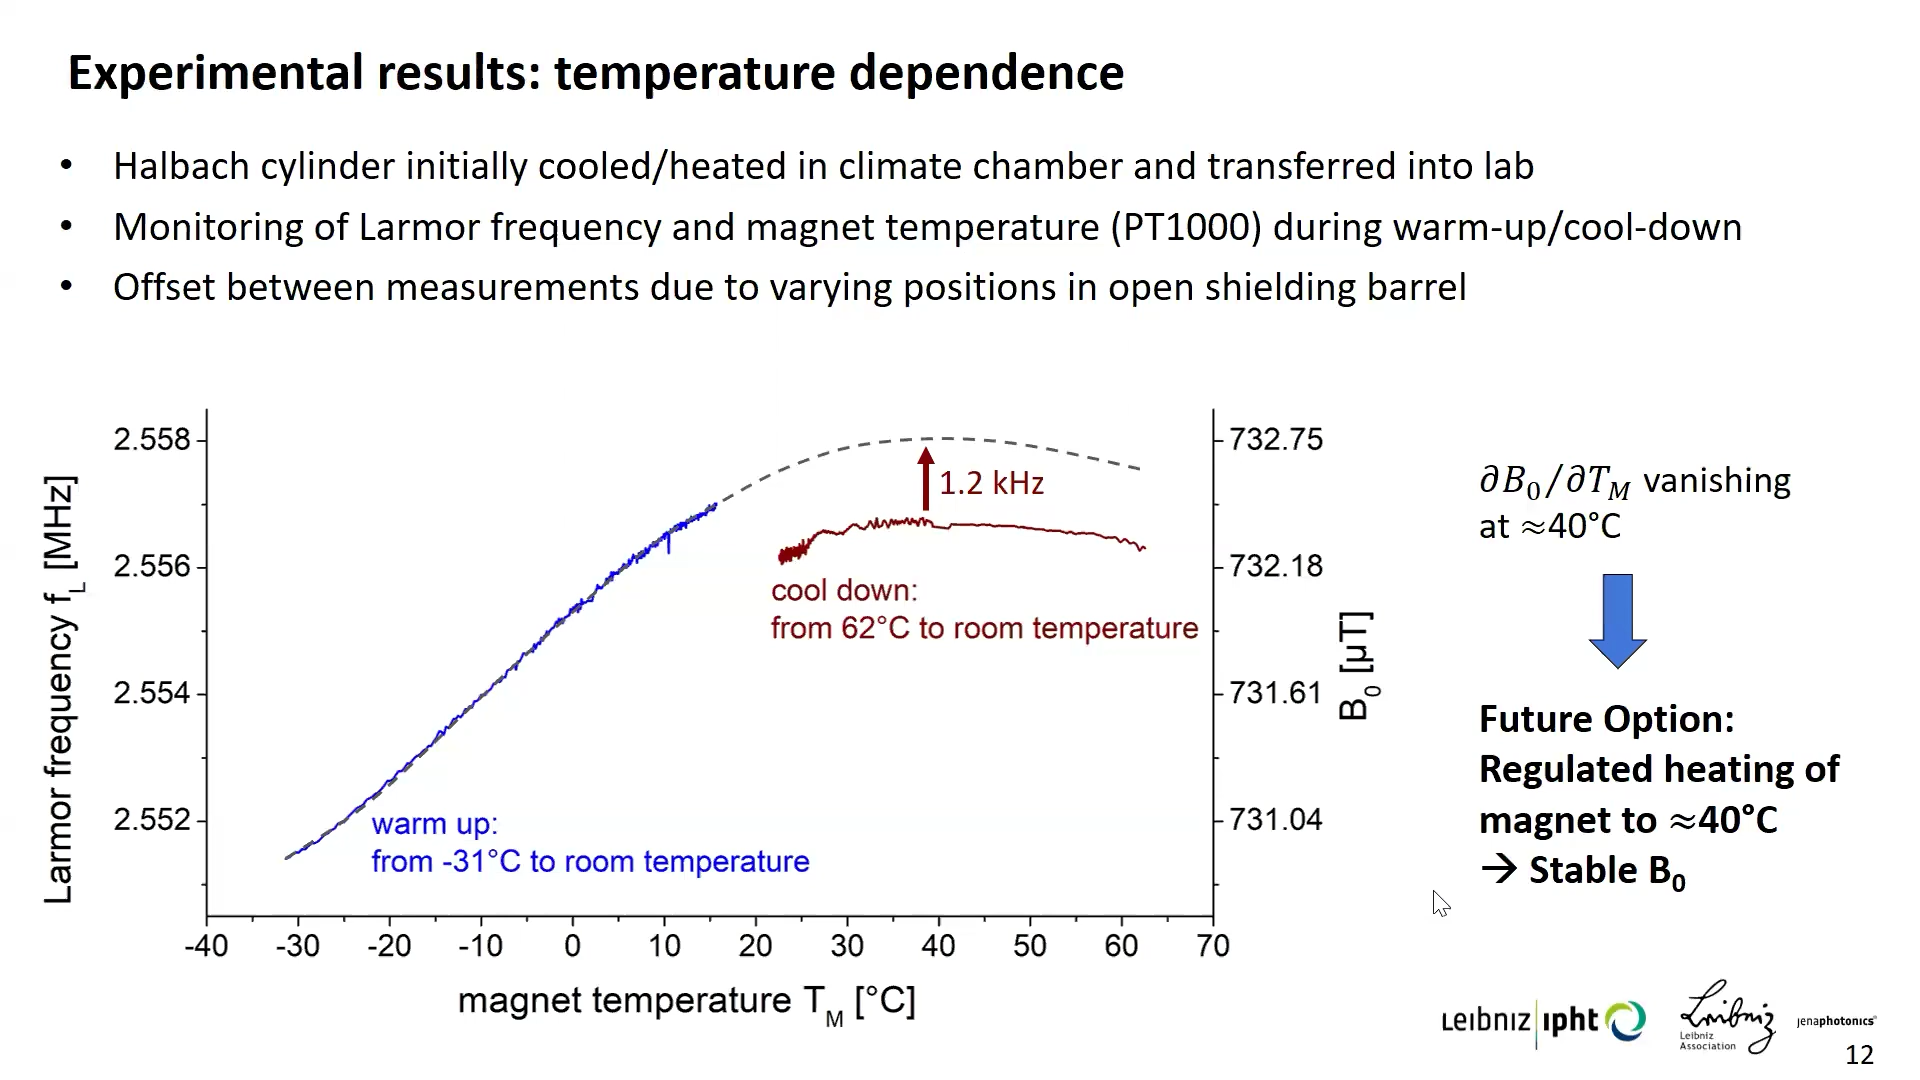 Experimental results: temperature dependence
• Halbach cylinder initially cooled/heated in climate chamber and transferred into lab
• Monitoring of Larmor frequency and magnet temperature (PT1000) during warm-up/cool-down
• Offset between measurements due to varying positions in open shielding barrel
Larmor frequency f_L [MHz]
2.558
2.556
2.554
2.552
732.75
732.18
731.61
731.04
B₀ [µT]
1.2 kHz
cool down:
from 62°C to room temperature
warm up:
from -31°C to room temperature
-40 -30 -20 -10 0 10 20 30 40 50 60 70
magnet temperature T_M [°C]
∂B₀/∂T_M vanishing
at ≈40°C
Future Option:
Regulated heating of
magnet to ≈40°C
→ Stable B₀
Leibniz ipht
Leibniz
Leibniz
Association
jenaphotonics
12